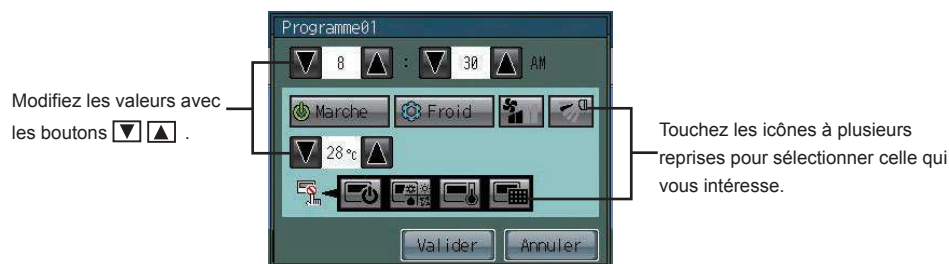 Programme01
8 : 30 AM
Marche Froid
28°c
Valider Annuler
Modifiez les valeurs avec
les boutons ▼ ▲ .
Touchez les icônes à plusieurs
reprises pour sélectionner celle qui
vous intéresse.